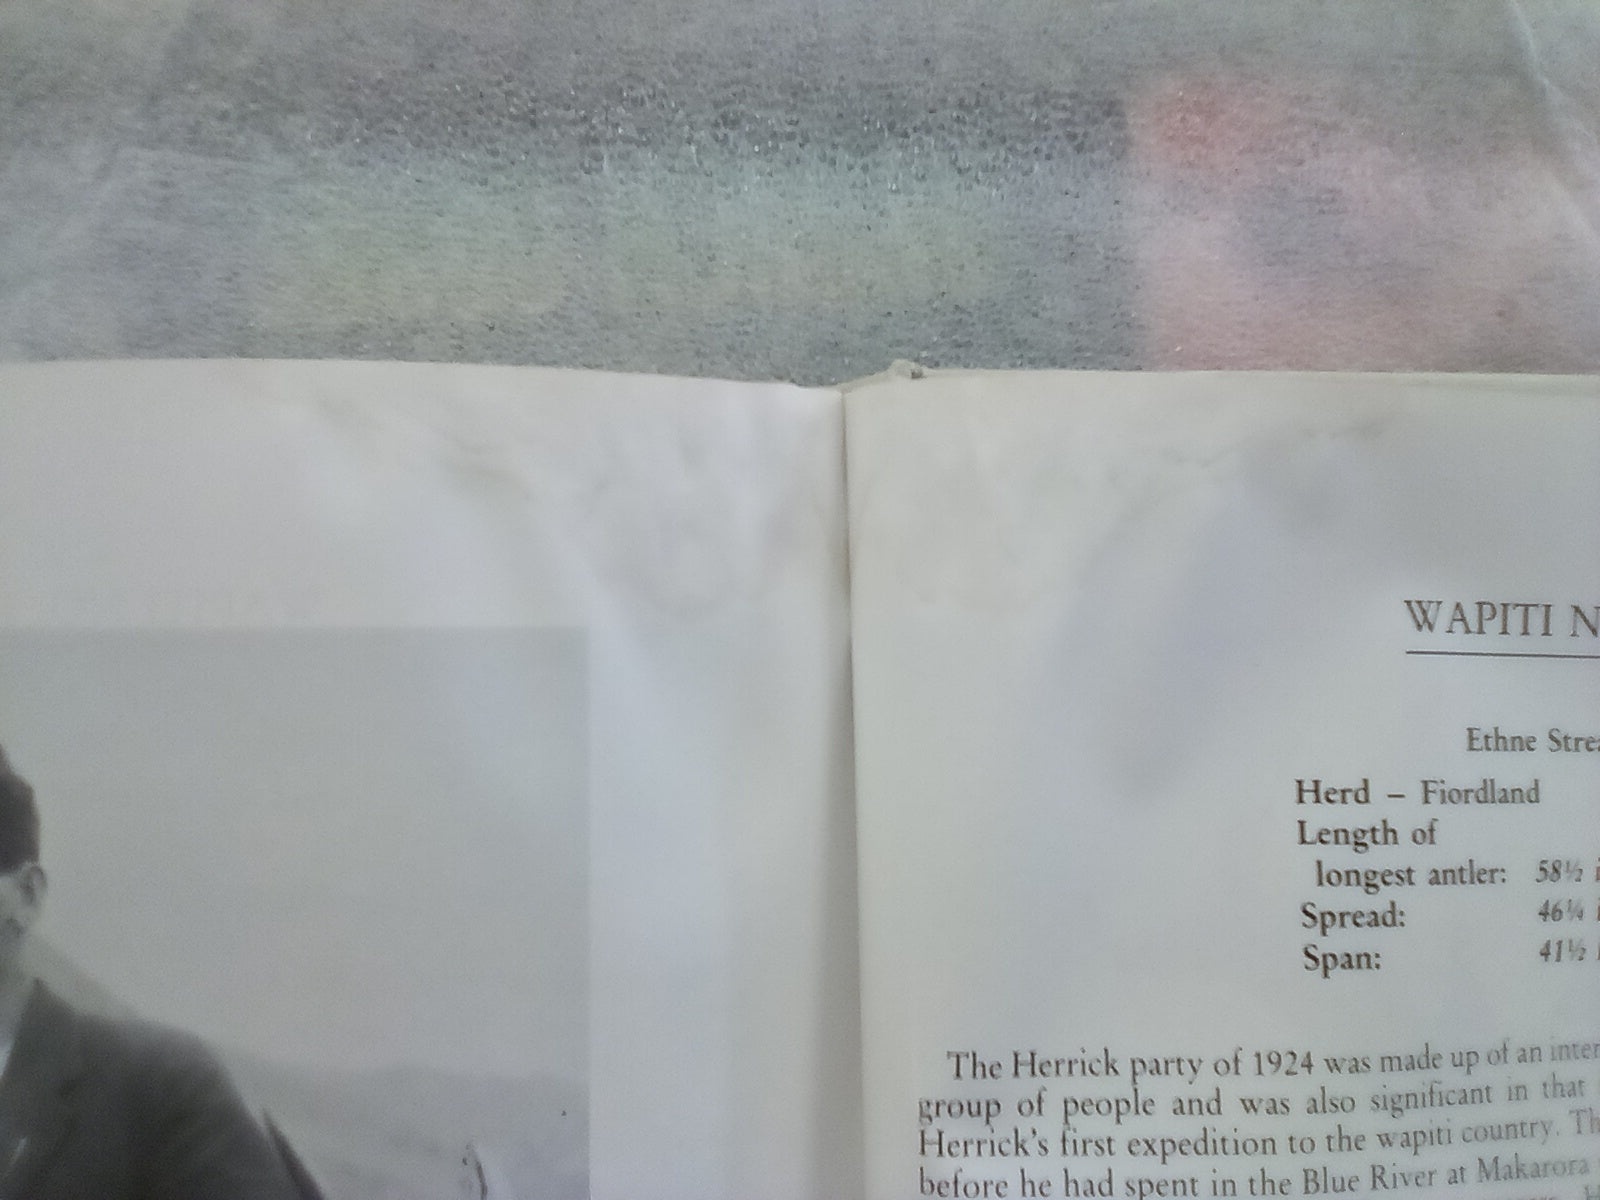 WAPITI N
Ethne Stre
Herd – Fiordland
Length of
longest antler: 58½
Spread: 46¼
Span: 41½
The Herrick party of 1924 was made up of an inter
group of people and was also significant in that
Herrick's first expedition to the wapiti country. Th
before he had spent in the Blue River at Makarora